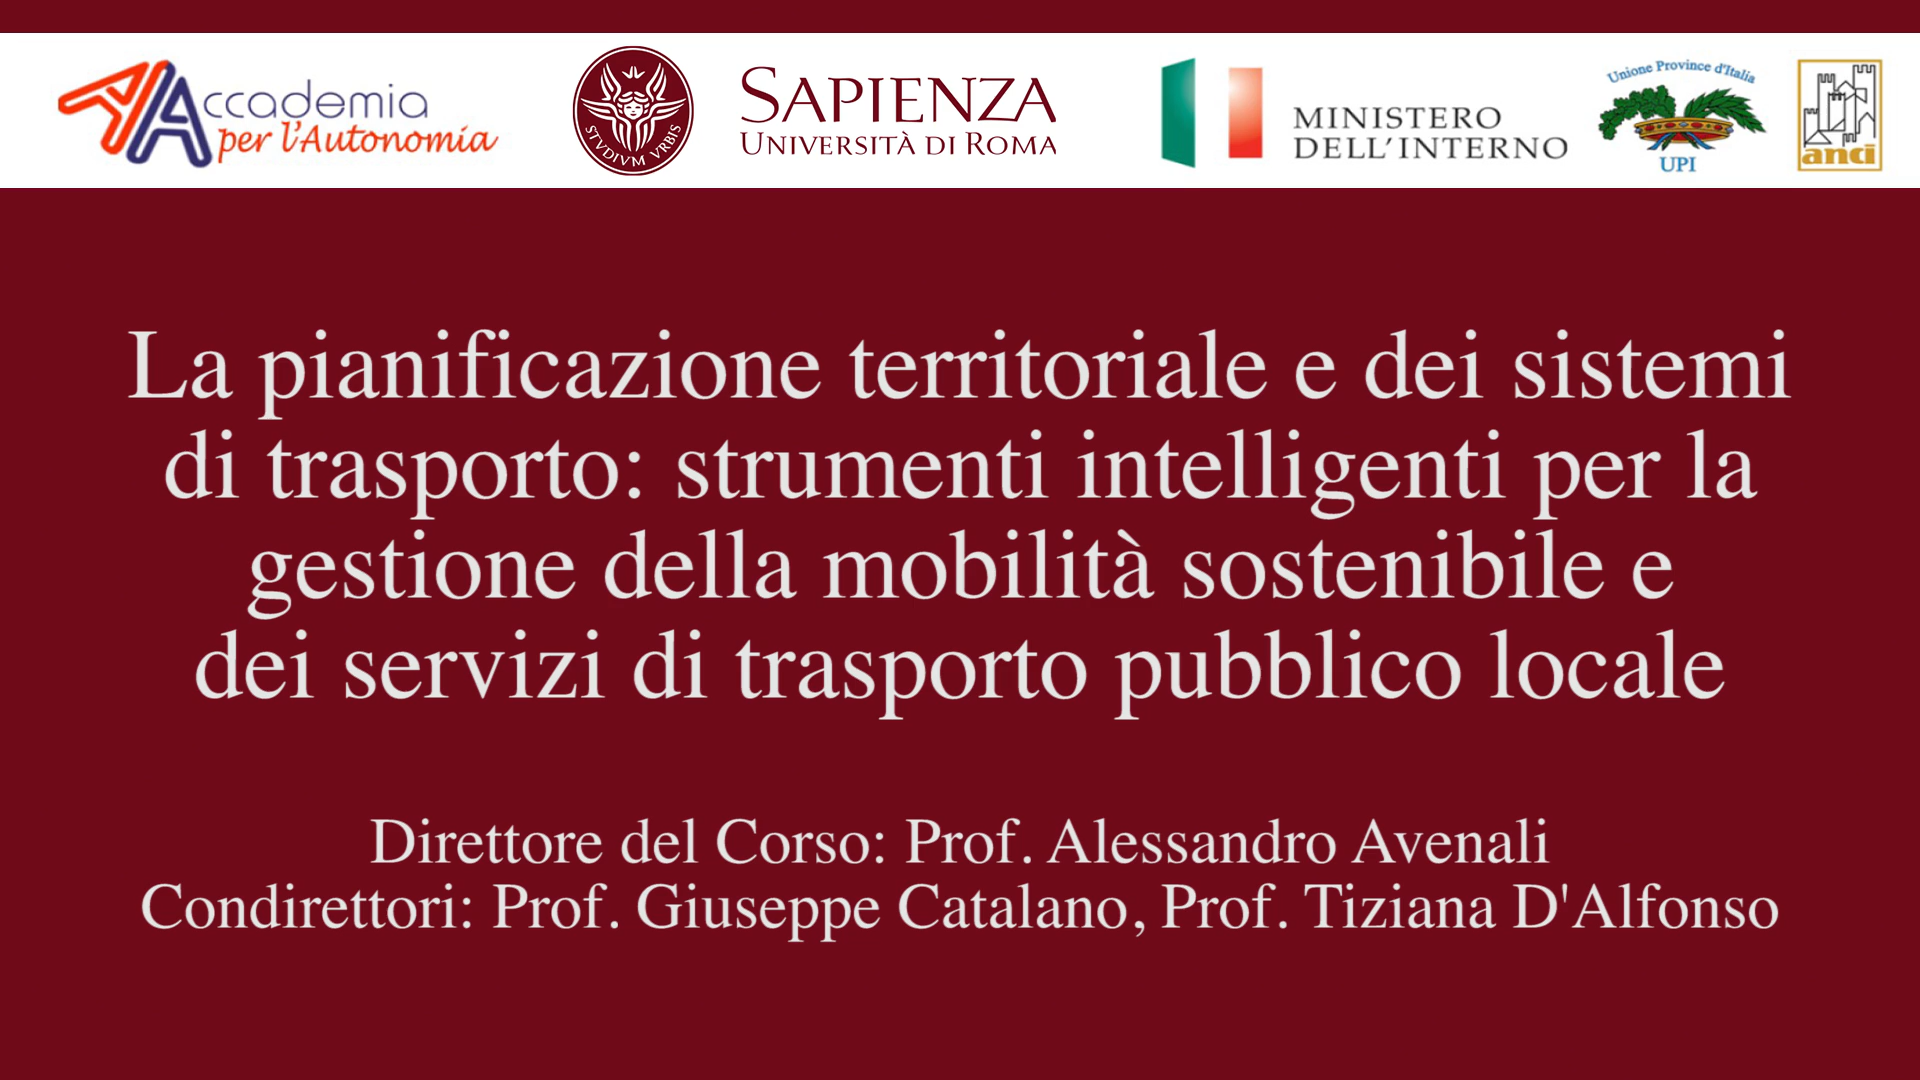 Accademia
per l'Autonomia
STVDIVM VRBIS
SAPIENZA
UNIVERSITÀ DI ROMA
MINISTERO
DELL'INTERNO
Unione Province d'Italia
UPI
anci
La pianificazione territoriale e dei sistemi
di trasporto: strumenti intelligenti per la
gestione della mobilità sostenibile e
dei servizi di trasporto pubblico locale
Direttore del Corso: Prof. Alessandro Avenali
Condirettori: Prof. Giuseppe Catalano, Prof. Tiziana D'Alfonso